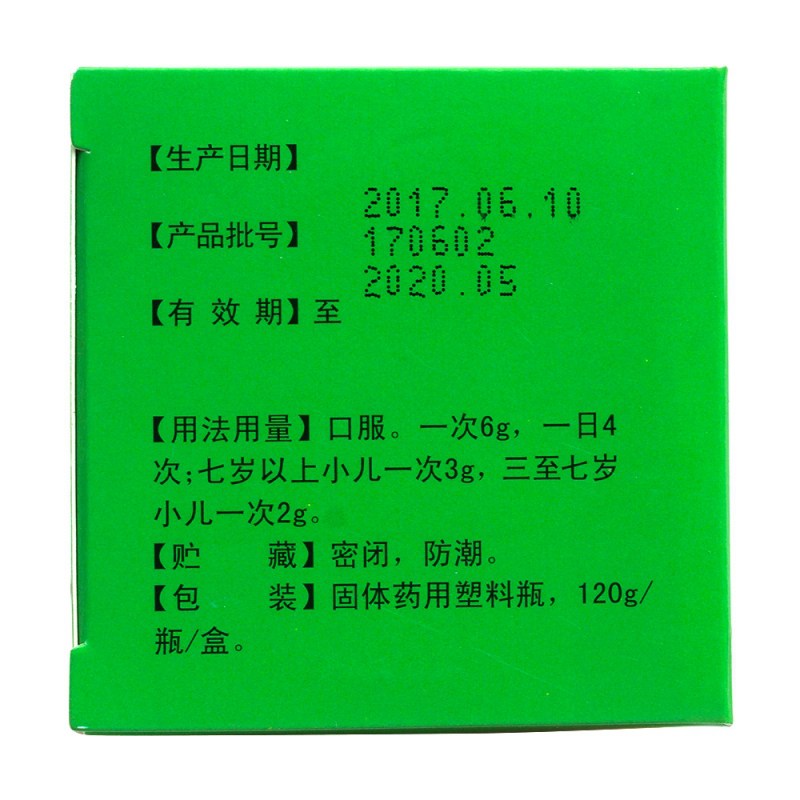 【生产日期】
2017.06.10
【产品批号】
170602
2020.05
【有 效 期】至
【用法用量】口服。一次6g，一日4
次;七岁以上小儿一次3g，三至七岁
小儿一次2g。
【贮　　藏】密闭，防潮。
【包　　装】固体药用塑料瓶，120g/
瓶/盒。